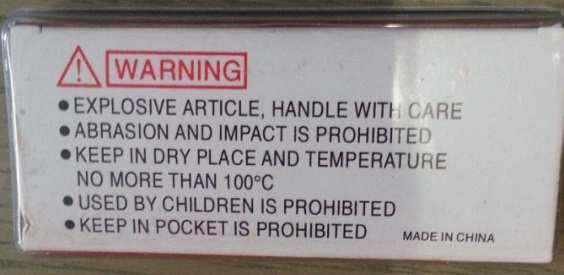 WARNING
● EXPLOSIVE ARTICLE, HANDLE WITH CARE
● ABRASION AND IMPACT IS PROHIBITED
● KEEP IN DRY PLACE AND TEMPERATURE
NO MORE THAN 100°C
● USED BY CHILDREN IS PROHIBITED
● KEEP IN POCKET IS PROHIBITED
MADE IN CHINA